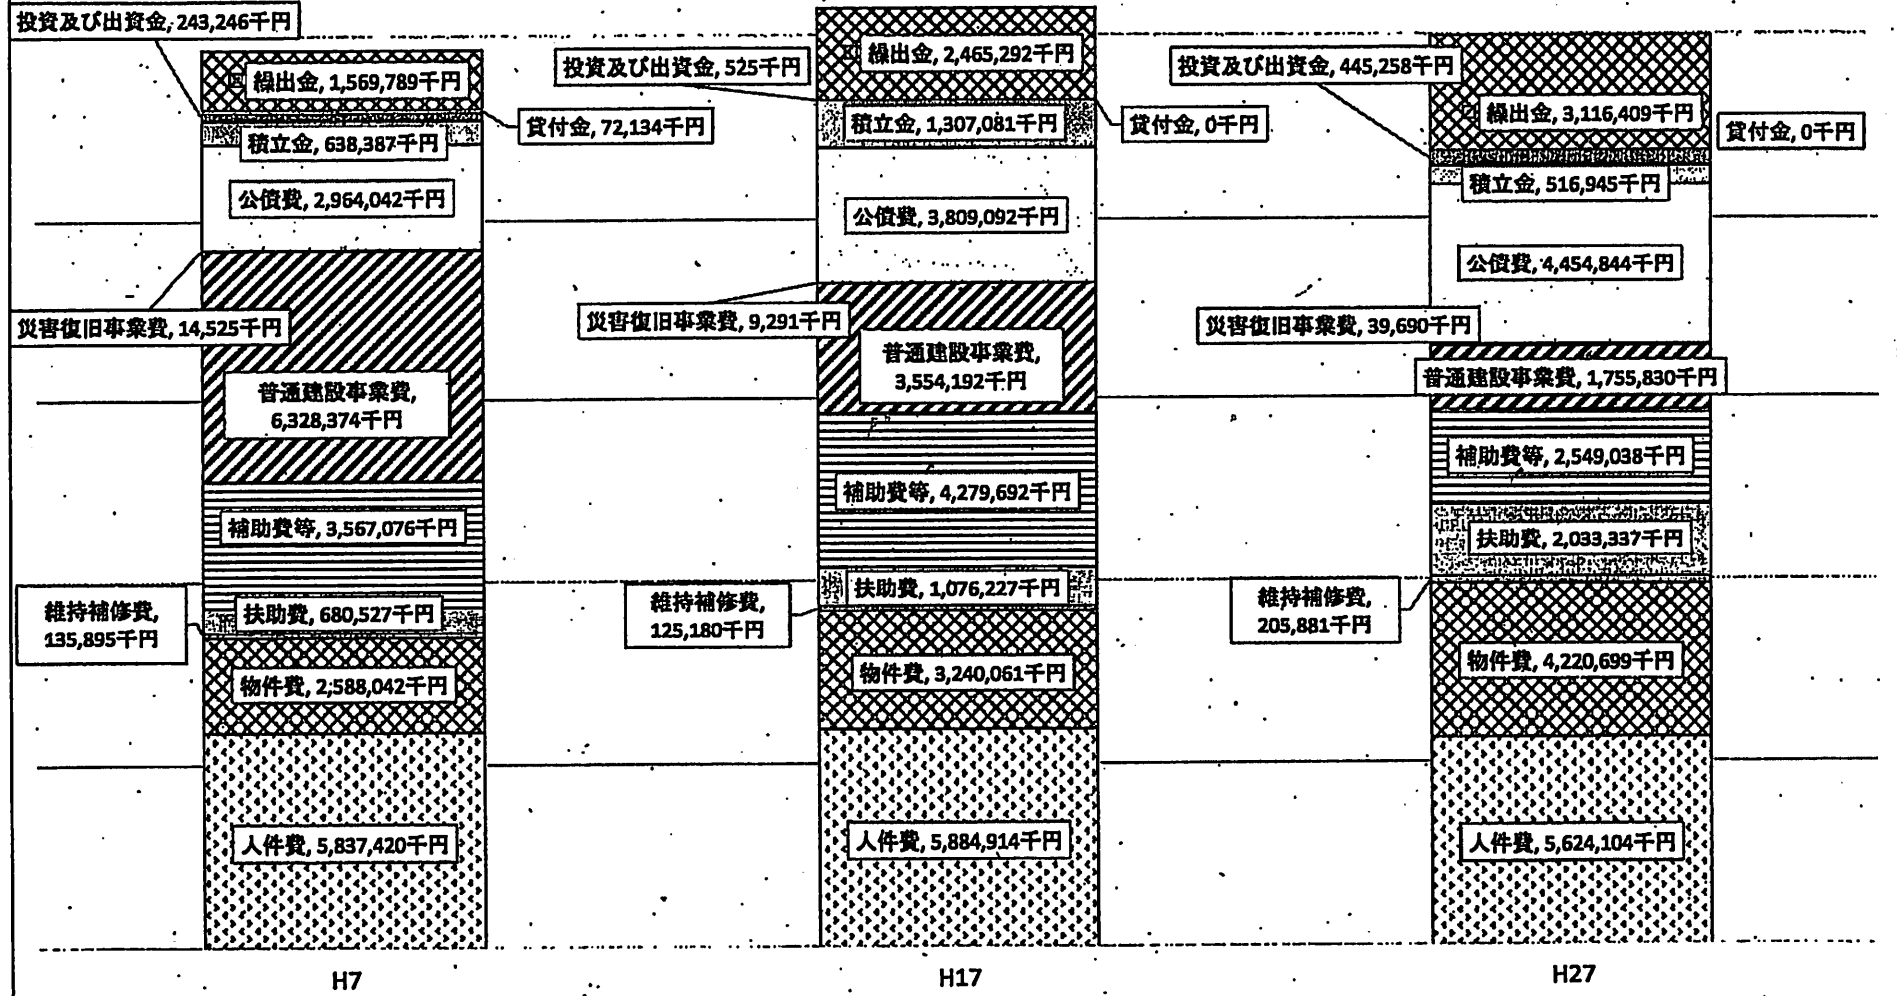 投資及び出資金, 243,246千円
繰出金, 1,569,789千円
貸付金, 72,134千円
積立金, 638,387千円
公債費, 2,964,042千円
災害復旧事業費, 14,525千円
普通建設事業費,
6,328,374千円
補助費等, 3,567,076千円
扶助費, 680,527千円
維持補修費,
135,895千円
物件費, 2,588,042千円
人件費, 5,837,420千円
H7
繰出金, 2,465,292千円
投資及び出資金, 525千円
貸付金, 0千円
積立金, 1,307,081千円
公債費, 3,809,092千円
災害復旧事業費, 9,291千円
普通建設事業費,
3,554,192千円
補助費等, 4,279,692千円
扶助費, 1,076,227千円
維持補修費,
125,180千円
物件費, 3,240,061千円
人件費, 5,884,914千円
H17
投資及び出資金, 445,258千円
繰出金, 3,116,409千円
貸付金, 0千円
積立金, 516,945千円
公債費, 4,454,844千円
災害復旧事業費, 39,690千円
普通建設事業費, 1,755,830千円
補助費等, 2,549,038千円
扶助費, 2,033,337千円
維持補修費,
205,881千円
物件費, 4,220,699千円
人件費, 5,624,104千円
H27